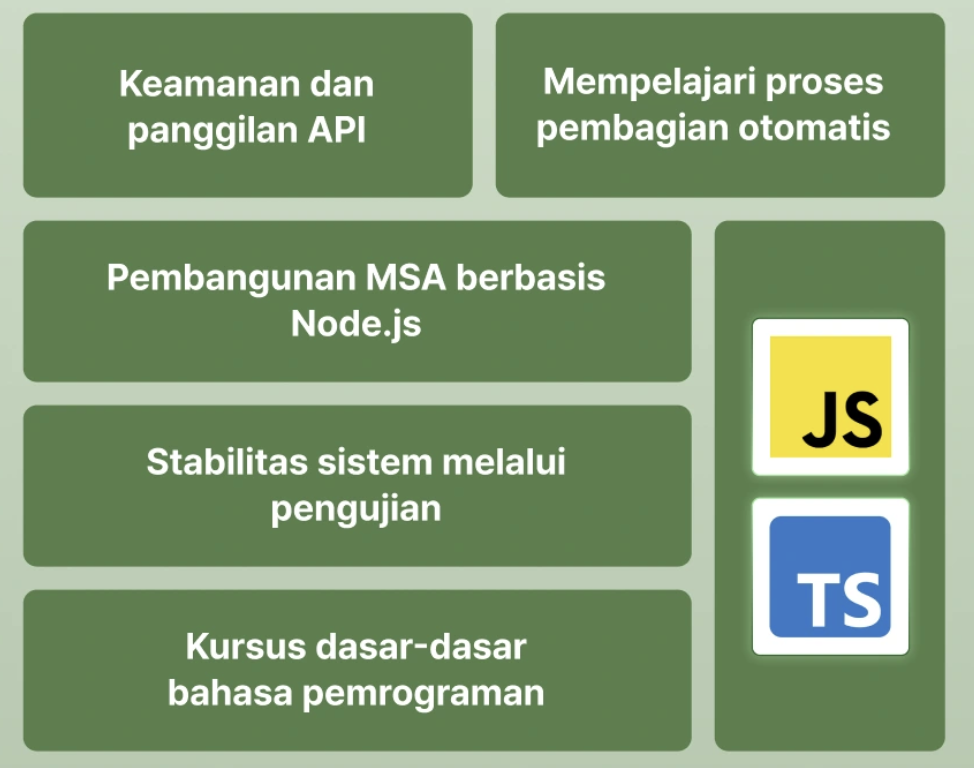 Keamanan dan
panggilan API
Mempelajari proses
pembagian otomatis
Pembangunan MSA berbasis
Node.js
Stabilitas sistem melalui
pengujian
Kursus dasar-dasar
bahasa pemrograman
JS
TS